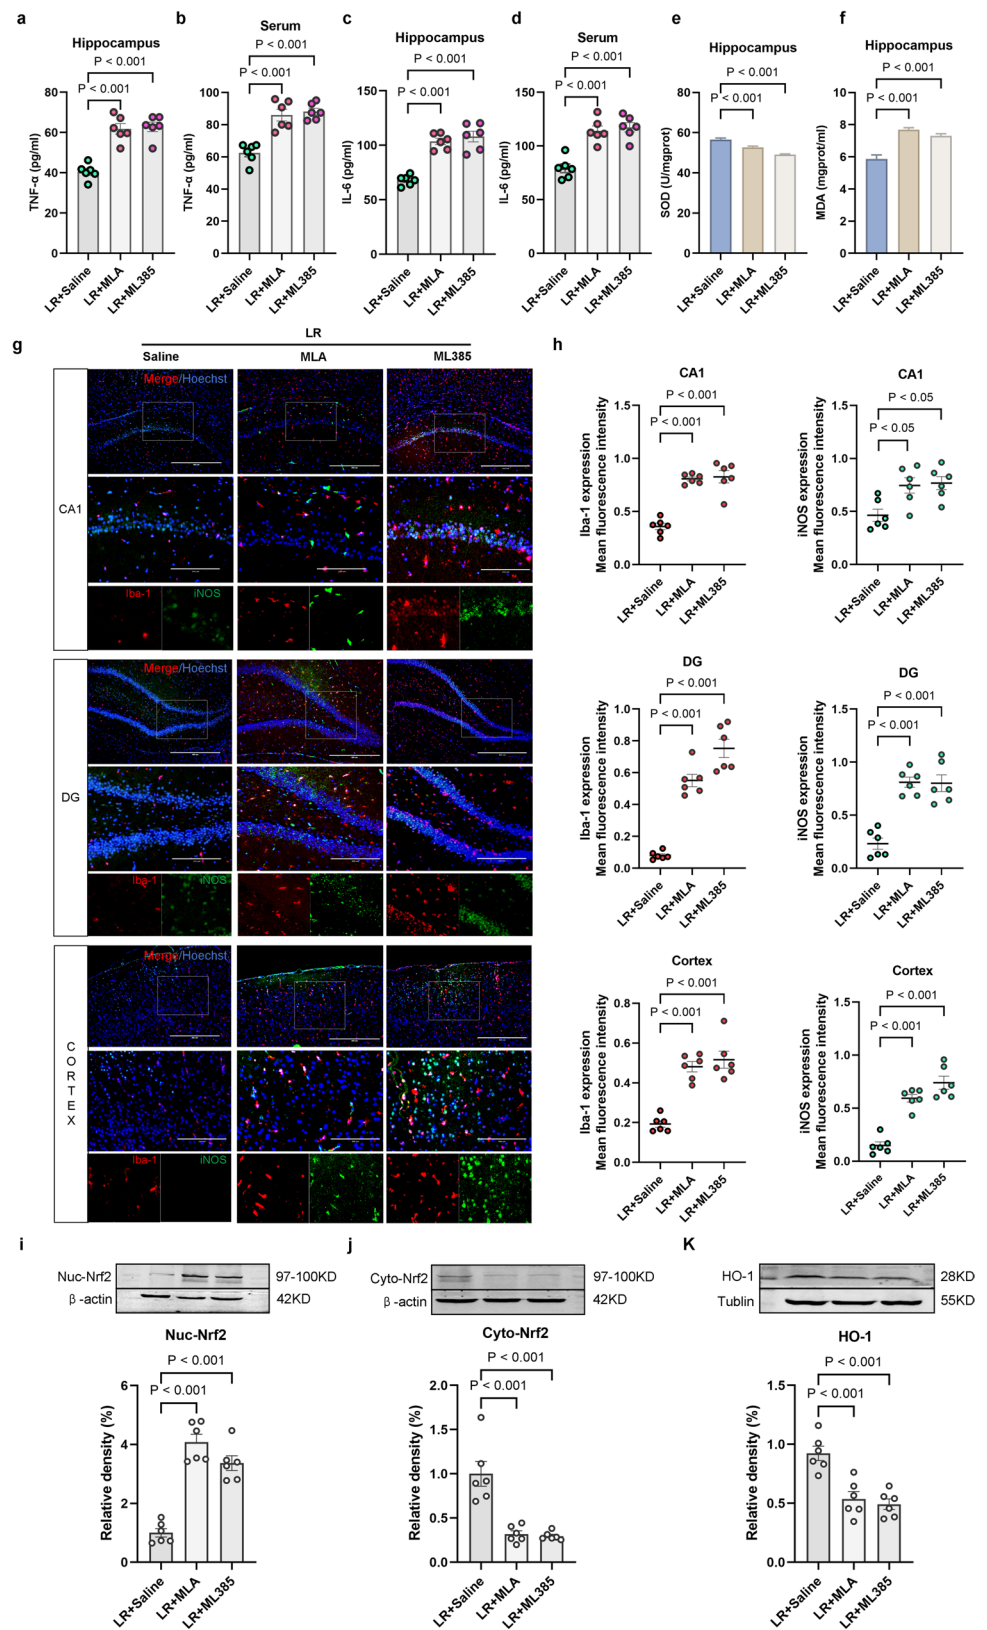 a
Hippocampus
P < 0.001
P < 0.001
TNF-α (pg/ml)
80
60
40
20
0
LR+Saline
LR+MLA
LR+ML385
b
Serum
P < 0.001
P < 0.001
TNF-α (pg/ml)
100
80
60
40
20
0
LR+Saline
LR+MLA
LR+ML385
c
Hippocampus
P < 0.001
P < 0.001
IL-6 (pg/ml)
150
100
50
0
LR+Saline
LR+MLA
LR+ML385
d
Serum
P < 0.001
P < 0.001
IL-6 (pg/ml)
150
100
50
0
LR+Saline
LR+MLA
LR+ML385
e
Hippocampus
P < 0.001
P < 0.001
SOD (U/mgprot)
80
60
40
20
0
LR+Saline
LR+MLA
LR+ML385
f
Hippocampus
P < 0.001
P < 0.001
MDA (mgprot/ml)
10
8
6
4
2
0
LR+Saline
LR+MLA
LR+ML385
g
LR
Saline MLA ML385
CA1
Merge/Hoechst
Iba-1 iNOS
DG
Merge/Hoechst
Iba-1 iNOS
CORTEX
Merge/Hoechst
Iba-1 iNOS
h
CA1
P < 0.001
P < 0.001
Iba-1 expression
Mean fluorescence intensity
1.5
1.0
0.5
0.0
LR+Saline
LR+MLA
LR+ML385
CA1
P < 0.05
P < 0.05
iNOS expression
Mean fluorescence intensity
1.5
1.0
0.5
0.0
LR+Saline
LR+MLA
LR+ML385
DG
P < 0.001
P < 0.001
Iba-1 expression
Mean fluorescence intensity
1.0
0.8
0.6
0.4
0.2
0.0
LR+Saline
LR+MLA
LR+ML385
DG
P < 0.001
P < 0.001
iNOS expression
Mean fluorescence intensity
1.5
1.0
0.5
0.0
LR+Saline
LR+MLA
LR+ML385
Cortex
P < 0.001
P < 0.001
Iba-1 expression
Mean fluorescence intensity
0.8
0.6
0.4
0.2
0.0
LR+Saline
LR+MLA
LR+ML385
Cortex
P < 0.001
P < 0.001
iNOS expression
Mean fluorescence intensity
1.5
1.0
0.5
0.0
LR+Saline
LR+MLA
LR+ML385
i
Nuc-Nrf2 97-100KD
β-actin 42KD
Nuc-Nrf2
P < 0.001
P < 0.001
Relative density (%)
6
4
2
0
LR+Saline
LR+MLA
LR+ML385
j
Cyto-Nrf2 97-100KD
β-actin 42KD
Cyto-Nrf2
P < 0.001
P < 0.001
Relative density (%)
2.0
1.5
1.0
0.5
0.0
LR+Saline
LR+MLA
LR+ML385
K
HO-1 28KD
Tublin 55KD
HO-1
P < 0.001
P < 0.001
Relative density (%)
1.5
1.0
0.5
0.0
LR+Saline
LR+MLA
LR+ML385